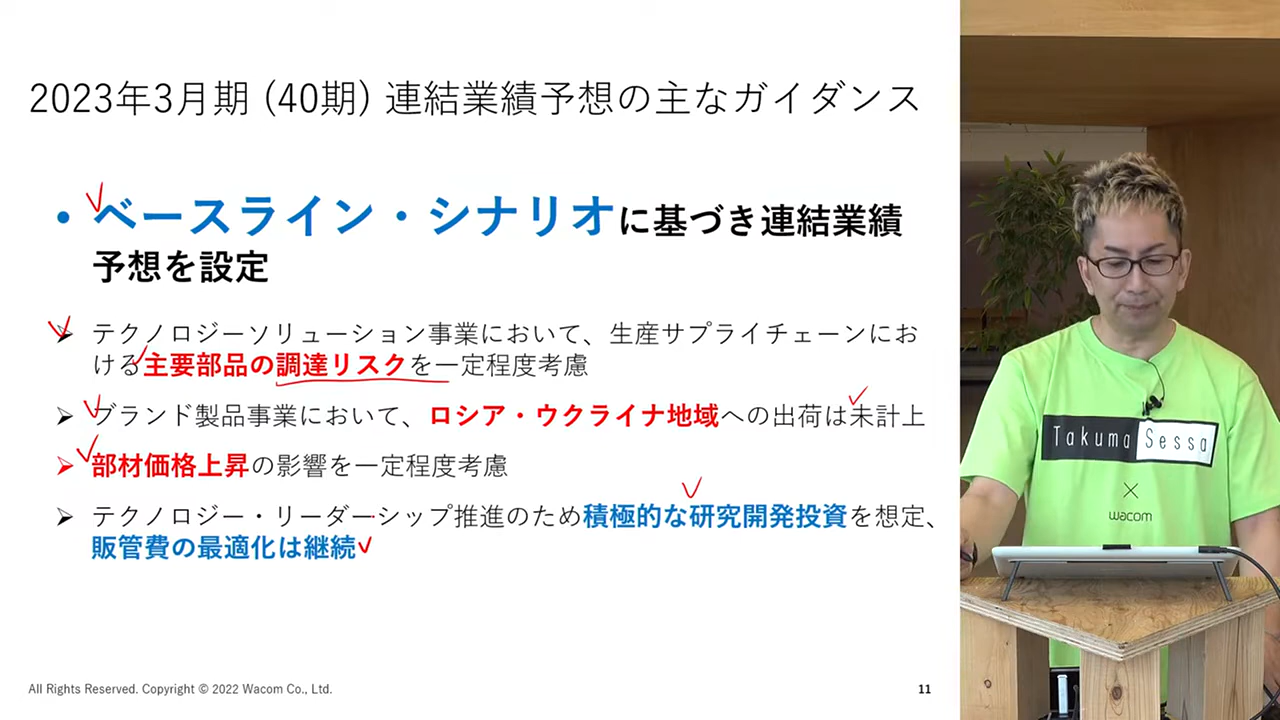 2023年3月期 (40期) 連結業績予想の主なガイダンス
• ベースライン・シナリオに基づき連結業績
予想を設定
➢ テクノロジーソリューション事業において、生産サプライチェーンにお
ける主要部品の調達リスクを一定程度考慮
➢ ブランド製品事業において、ロシア・ウクライナ地域への出荷は未計上
➢ 部材価格上昇の影響を一定程度考慮
➢ テクノロジー・リーダーシップ推進のため積極的な研究開発投資を想定、
販管費の最適化は継続
All Rights Reserved. Copyright © 2022 Wacom Co., Ltd.
11
Takuma Sessa
×
wacom